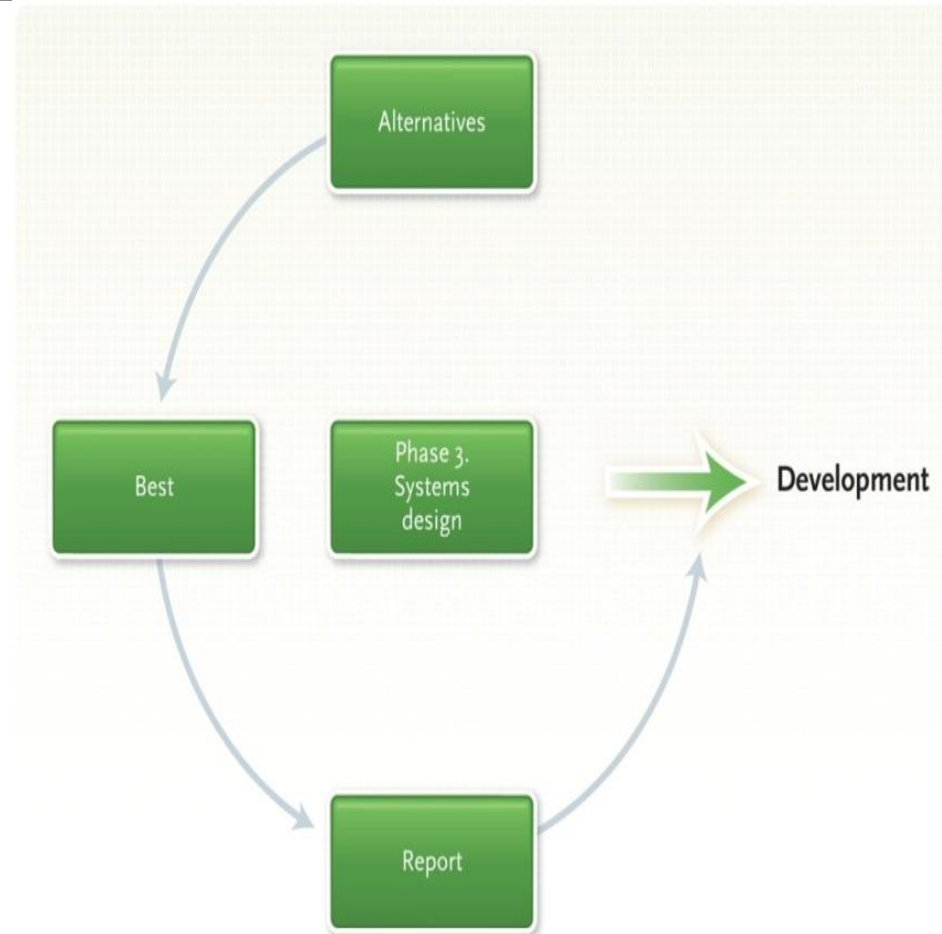 Alternatives
Best
Phase 3.
Systems
design
Development
Report